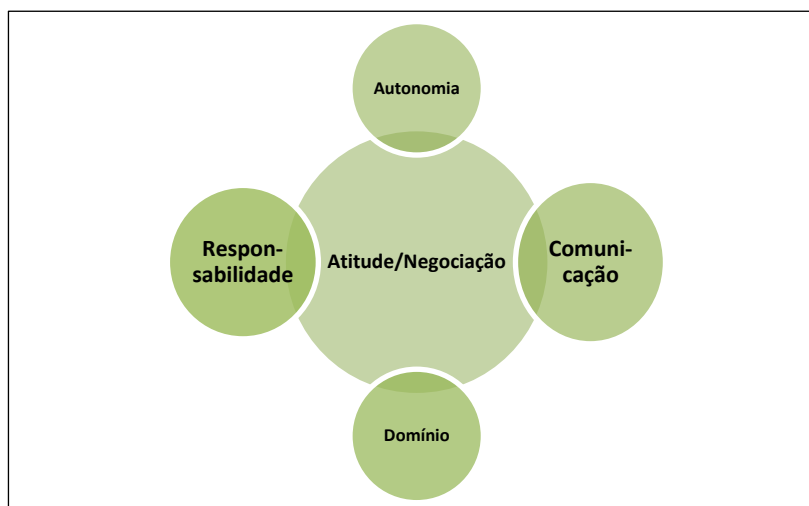 Autonomia
Respon-
sabilidade
Atitude/Negociação
Comuni-
cação
Domínio